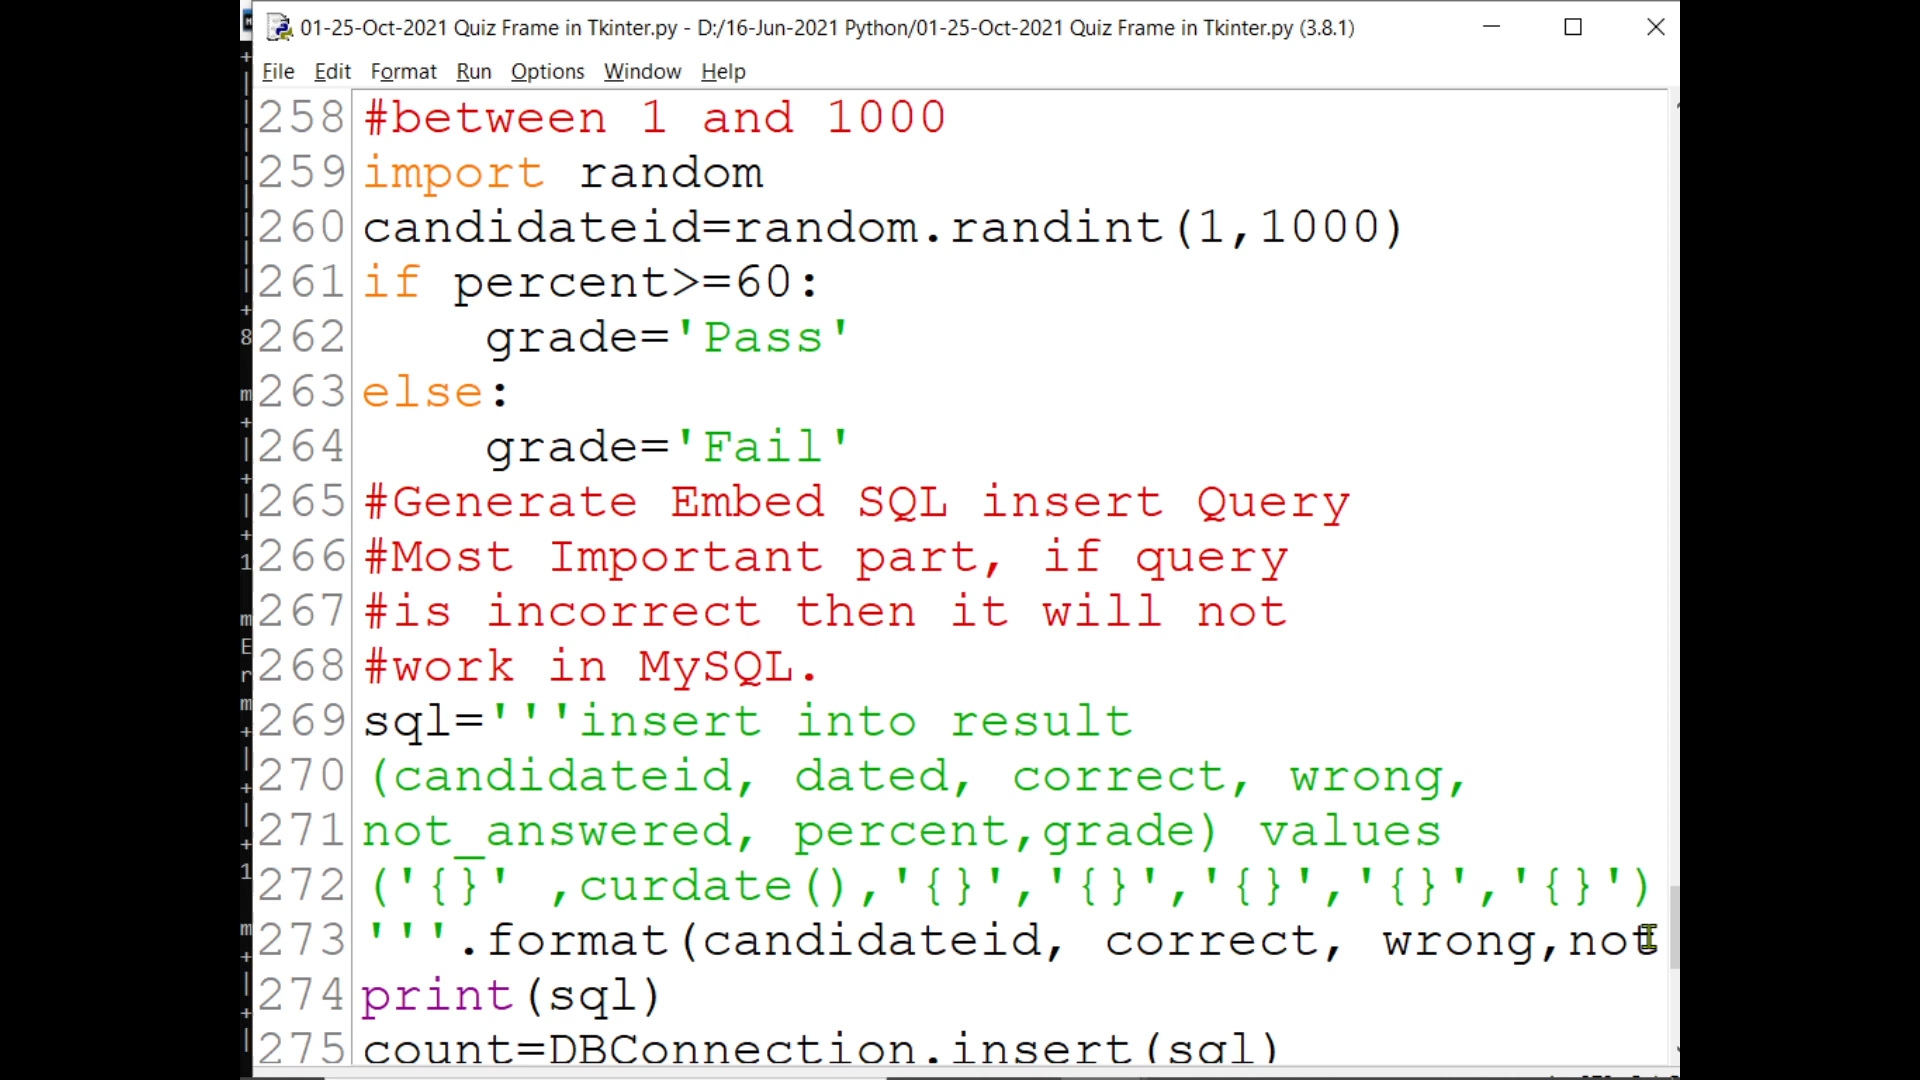 01-25-Oct-2021 Quiz Frame in Tkinter.py - D:/16-Jun-2021 Python/01-25-Oct-2021 Quiz Frame in Tkinter.py (3.8.1)
File Edit Format Run Options Window Help
258 #between 1 and 1000
259 import random
260 candidateid=random.randint(1,1000)
261 if percent>=60:
262     grade='Pass'
263 else:
264     grade='Fail'
265 #Generate Embed SQL insert Query
266 #Most Important part, if query
267 #is incorrect then it will not
268 #work in MySQL.
269 sql='''insert into result
270 (candidateid, dated, correct, wrong,
271 not_answered, percent,grade) values
272 ('{}' ,curdate(),'{}','{}','{}','{}','{}')
273 '''.format(candidateid, correct, wrong,not
274 print(sql)
275 count=DBConnection.insert(sql)